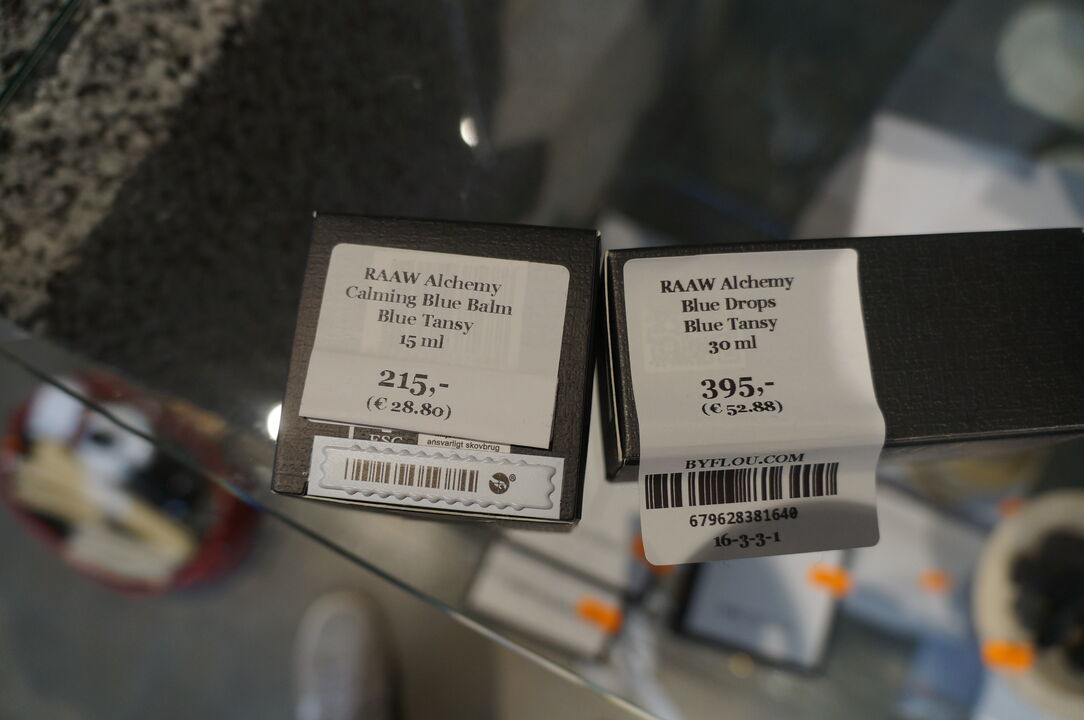 RAAW Alchemy
Calming Blue Balm
Blue Tansy
15 ml
215,-
(€ 28.80)
ansvarligt skovbrug
RAAW Alchemy
Blue Drops
Blue Tansy
30 ml
395,-
(€ 52.88)
BYFLOU.COM
679628381640
16-3-3-1